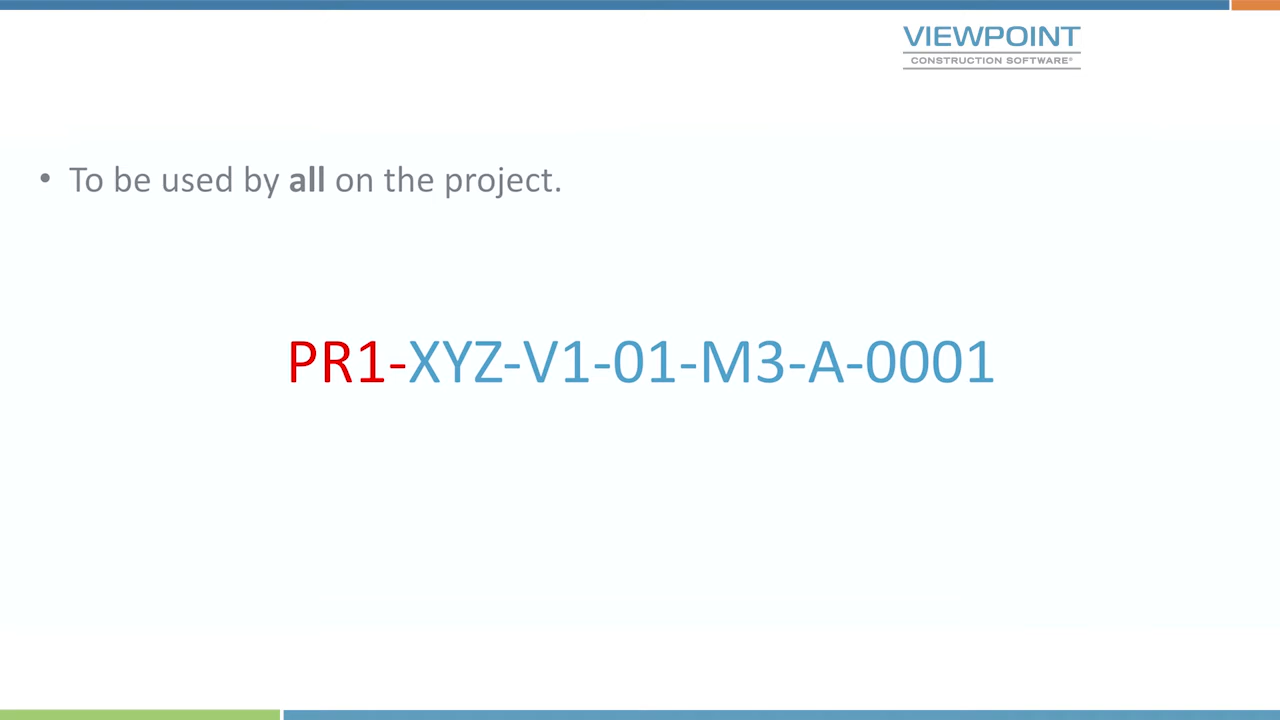 VIEWPOINT
CONSTRUCTION SOFTWARE®
• To be used by all on the project.
PR1-XYZ-V1-01-M3-A-0001